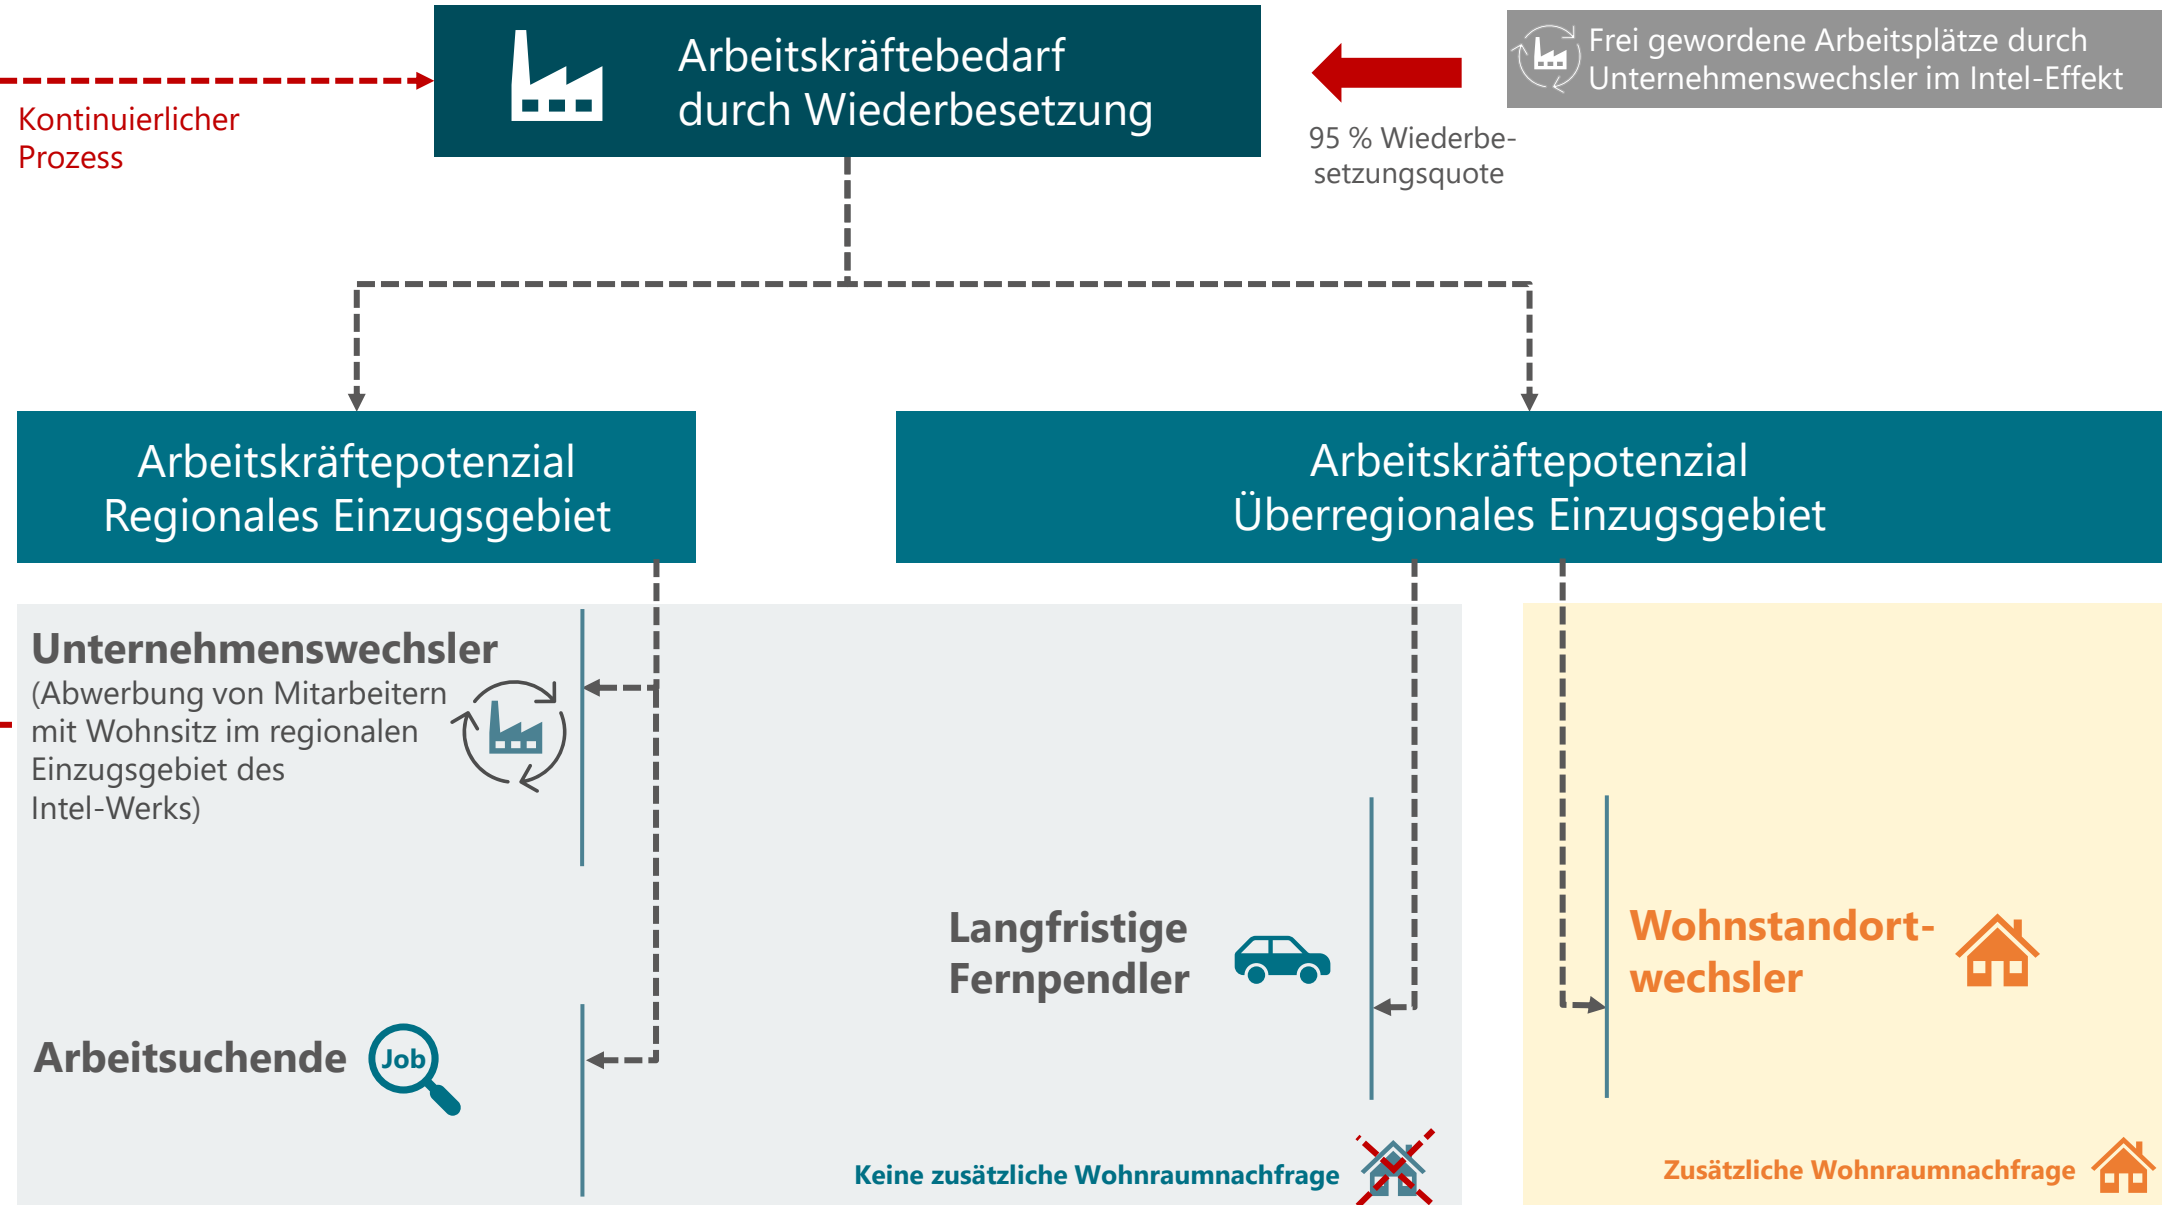 Arbeitskräftebedarf
durch Wiederbesetzung
Frei gewordene Arbeitsplätze durch
Unternehmenswechsler im Intel-Effekt
Kontinuierlicher
Prozess
95 % Wiederbe-
setzungsquote
Arbeitskräftepotenzial
Regionales Einzugsgebiet
Arbeitskräftepotenzial
Überregionales Einzugsgebiet
Unternehmenswechsler
(Abwerbung von Mitarbeitern
mit Wohnsitz im regionalen
Einzugsgebiet des
Intel-Werks)
Langfristige
Fernpendler
Wohnstandort-
wechsler
Arbeitsuchende
Job
Keine zusätzliche Wohnraumnachfrage
Zusätzliche Wohnraumnachfrage